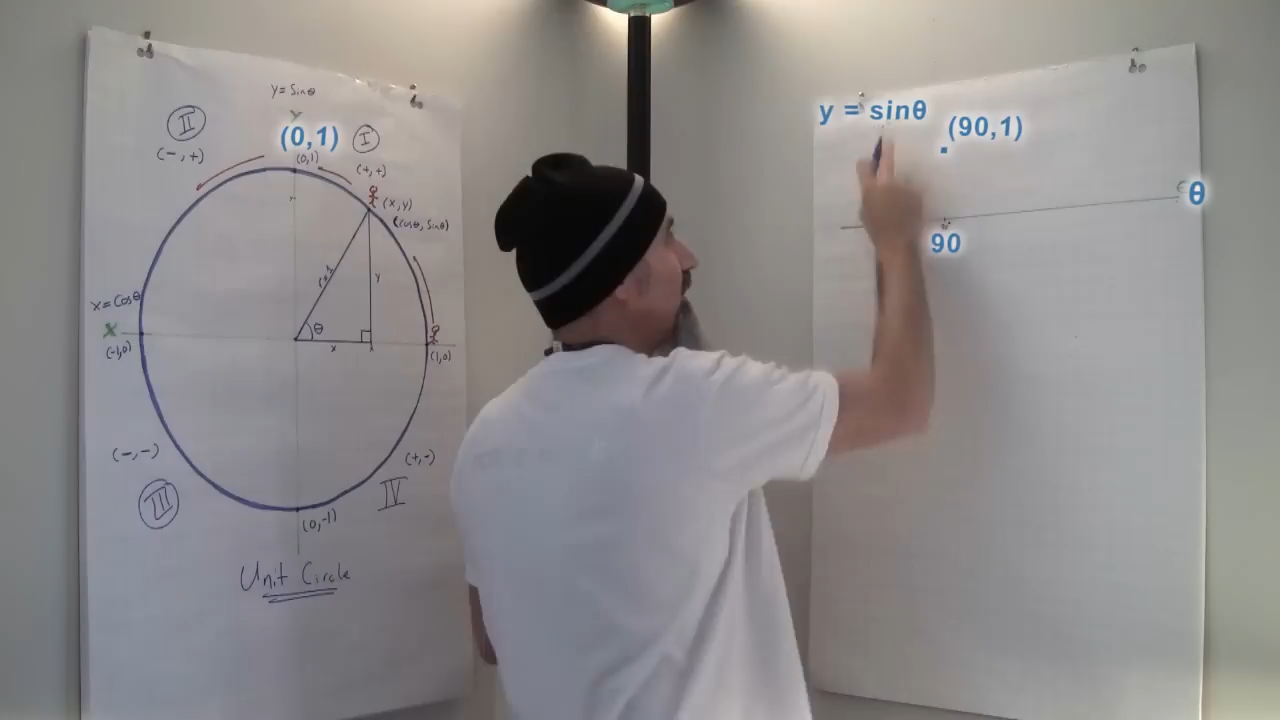 y = Sinθ
y
II
(0,1)
I
(-,+)
(0,1)
(+,+)
y
(x,y)
(cosθ, Sinθ)
r=1
y
x = Cosθ
θ
X
(-1,0)
x
x
(1,0)
(-,-)
(+,-)
III
IV
(0,-1)
Unit Circle
y = sinθ
(90,1)
θ
90